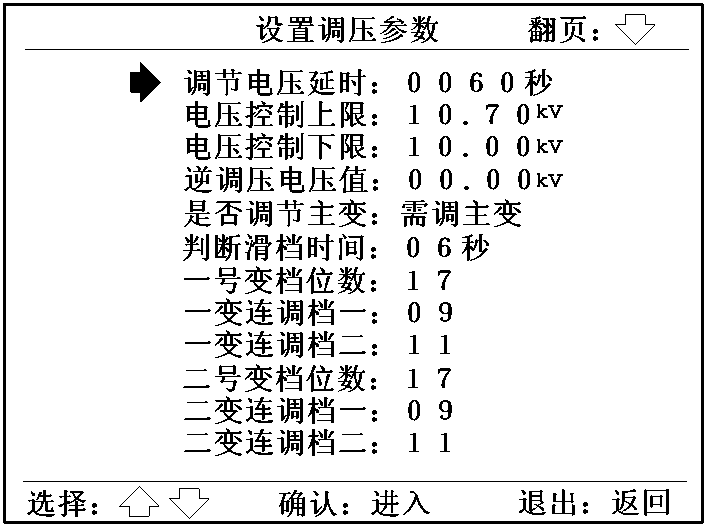 设置调压参数 翻页：
调节电压延时：0060秒
电压控制上限：10.70kV
电压控制下限：10.00kV
逆调压电压值：00.00kV
是否调节主变：需调主变
判断滑档时间：06秒
一号变档位数：17
一变连调档一：09
一变连调档二：11
二号变档位数：17
二变连调档一：09
二变连调档二：11
选择： 确认：进入 退出：返回